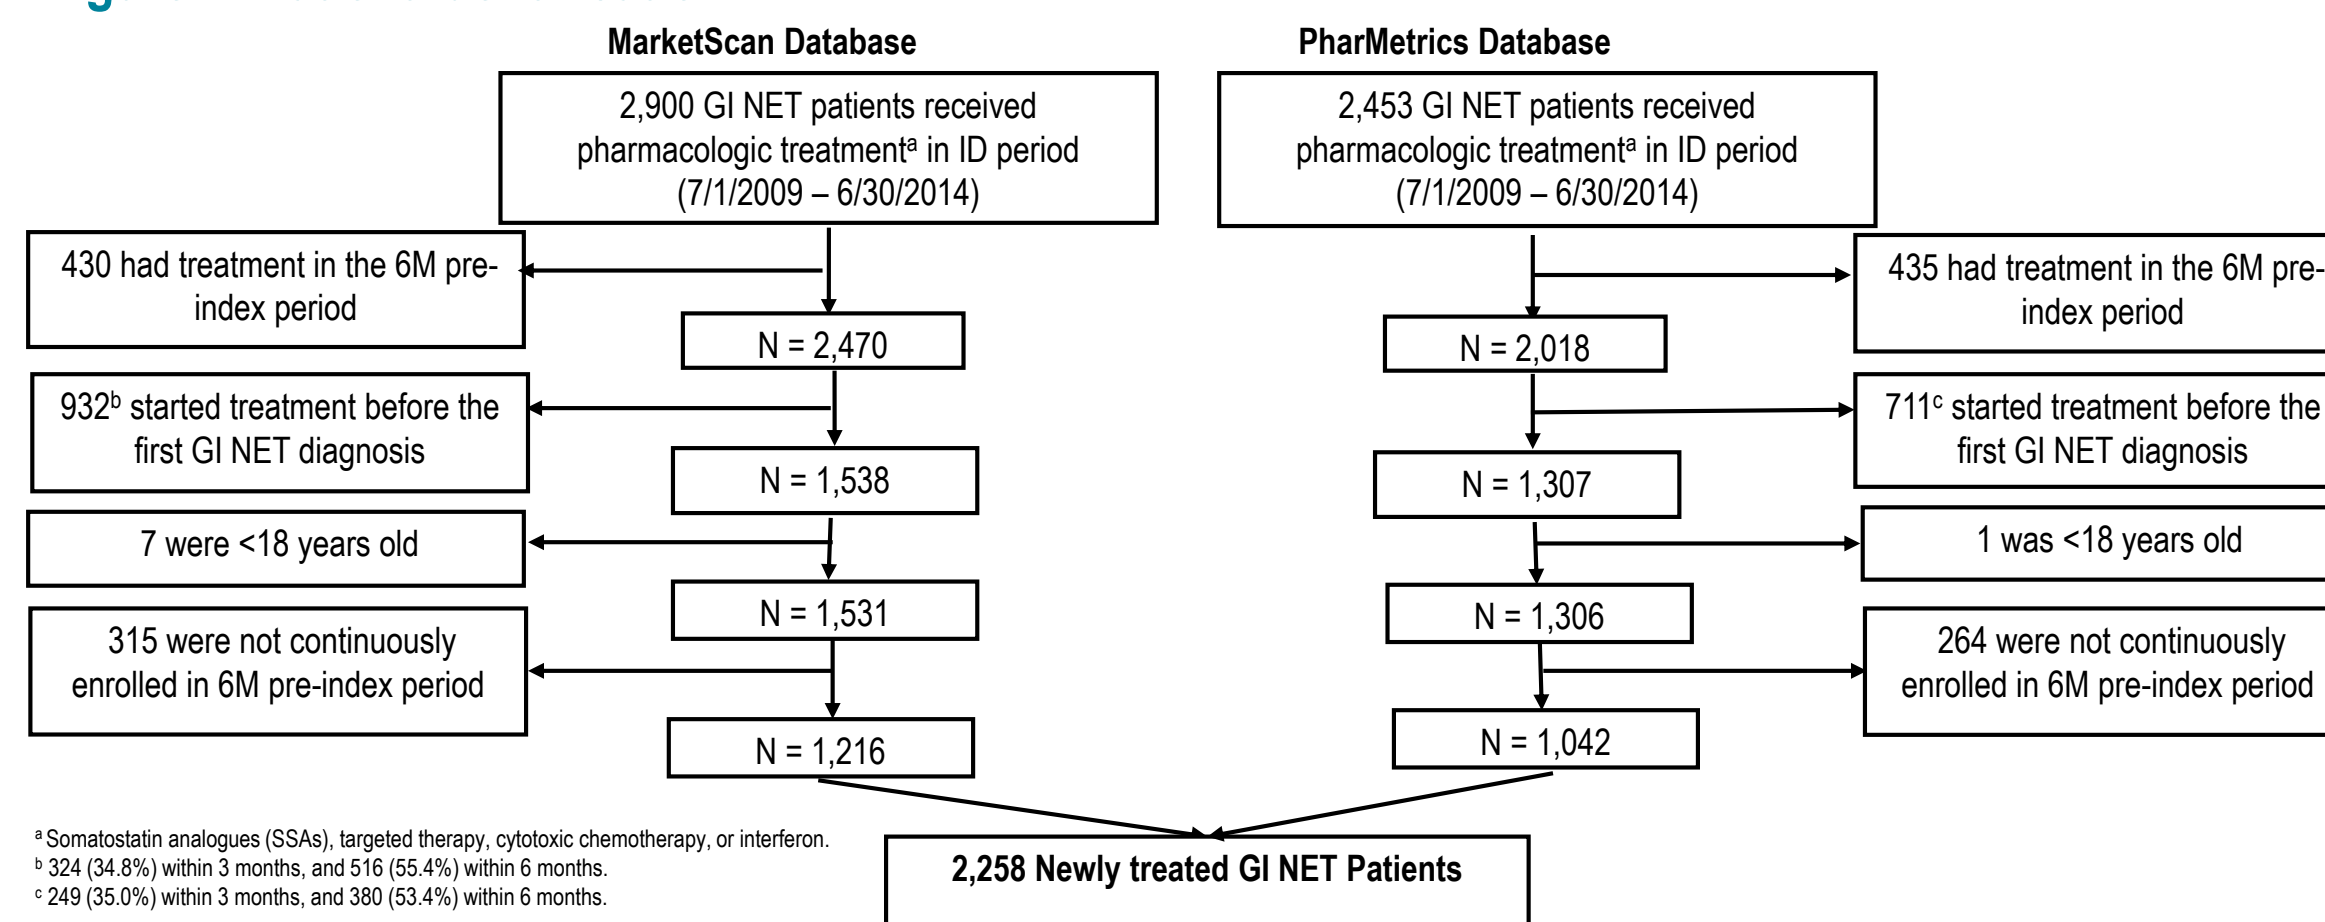 MarketScan Database
2,900 GI NET patients received
pharmacologic treatmentᵃ in ID period
(7/1/2009 – 6/30/2014)
430 had treatment in the 6M pre-
index period
N = 2,470
932ᵇ started treatment before the
first GI NET diagnosis
N = 1,538
7 were <18 years old
N = 1,531
315 were not continuously
enrolled in 6M pre-index period
N = 1,216
PharMetrics Database
2,453 GI NET patients received
pharmacologic treatmentᵃ in ID period
(7/1/2009 – 6/30/2014)
435 had treatment in the 6M pre-
index period
N = 2,018
711ᶜ started treatment before the
first GI NET diagnosis
N = 1,307
1 was <18 years old
N = 1,306
264 were not continuously
enrolled in 6M pre-index period
N = 1,042
2,258 Newly treated GI NET Patients
ᵃ Somatostatin analogues (SSAs), targeted therapy, cytotoxic chemotherapy, or interferon.
ᵇ 324 (34.8%) within 3 months, and 516 (55.4%) within 6 months.
ᶜ 249 (35.0%) within 3 months, and 380 (53.4%) within 6 months.